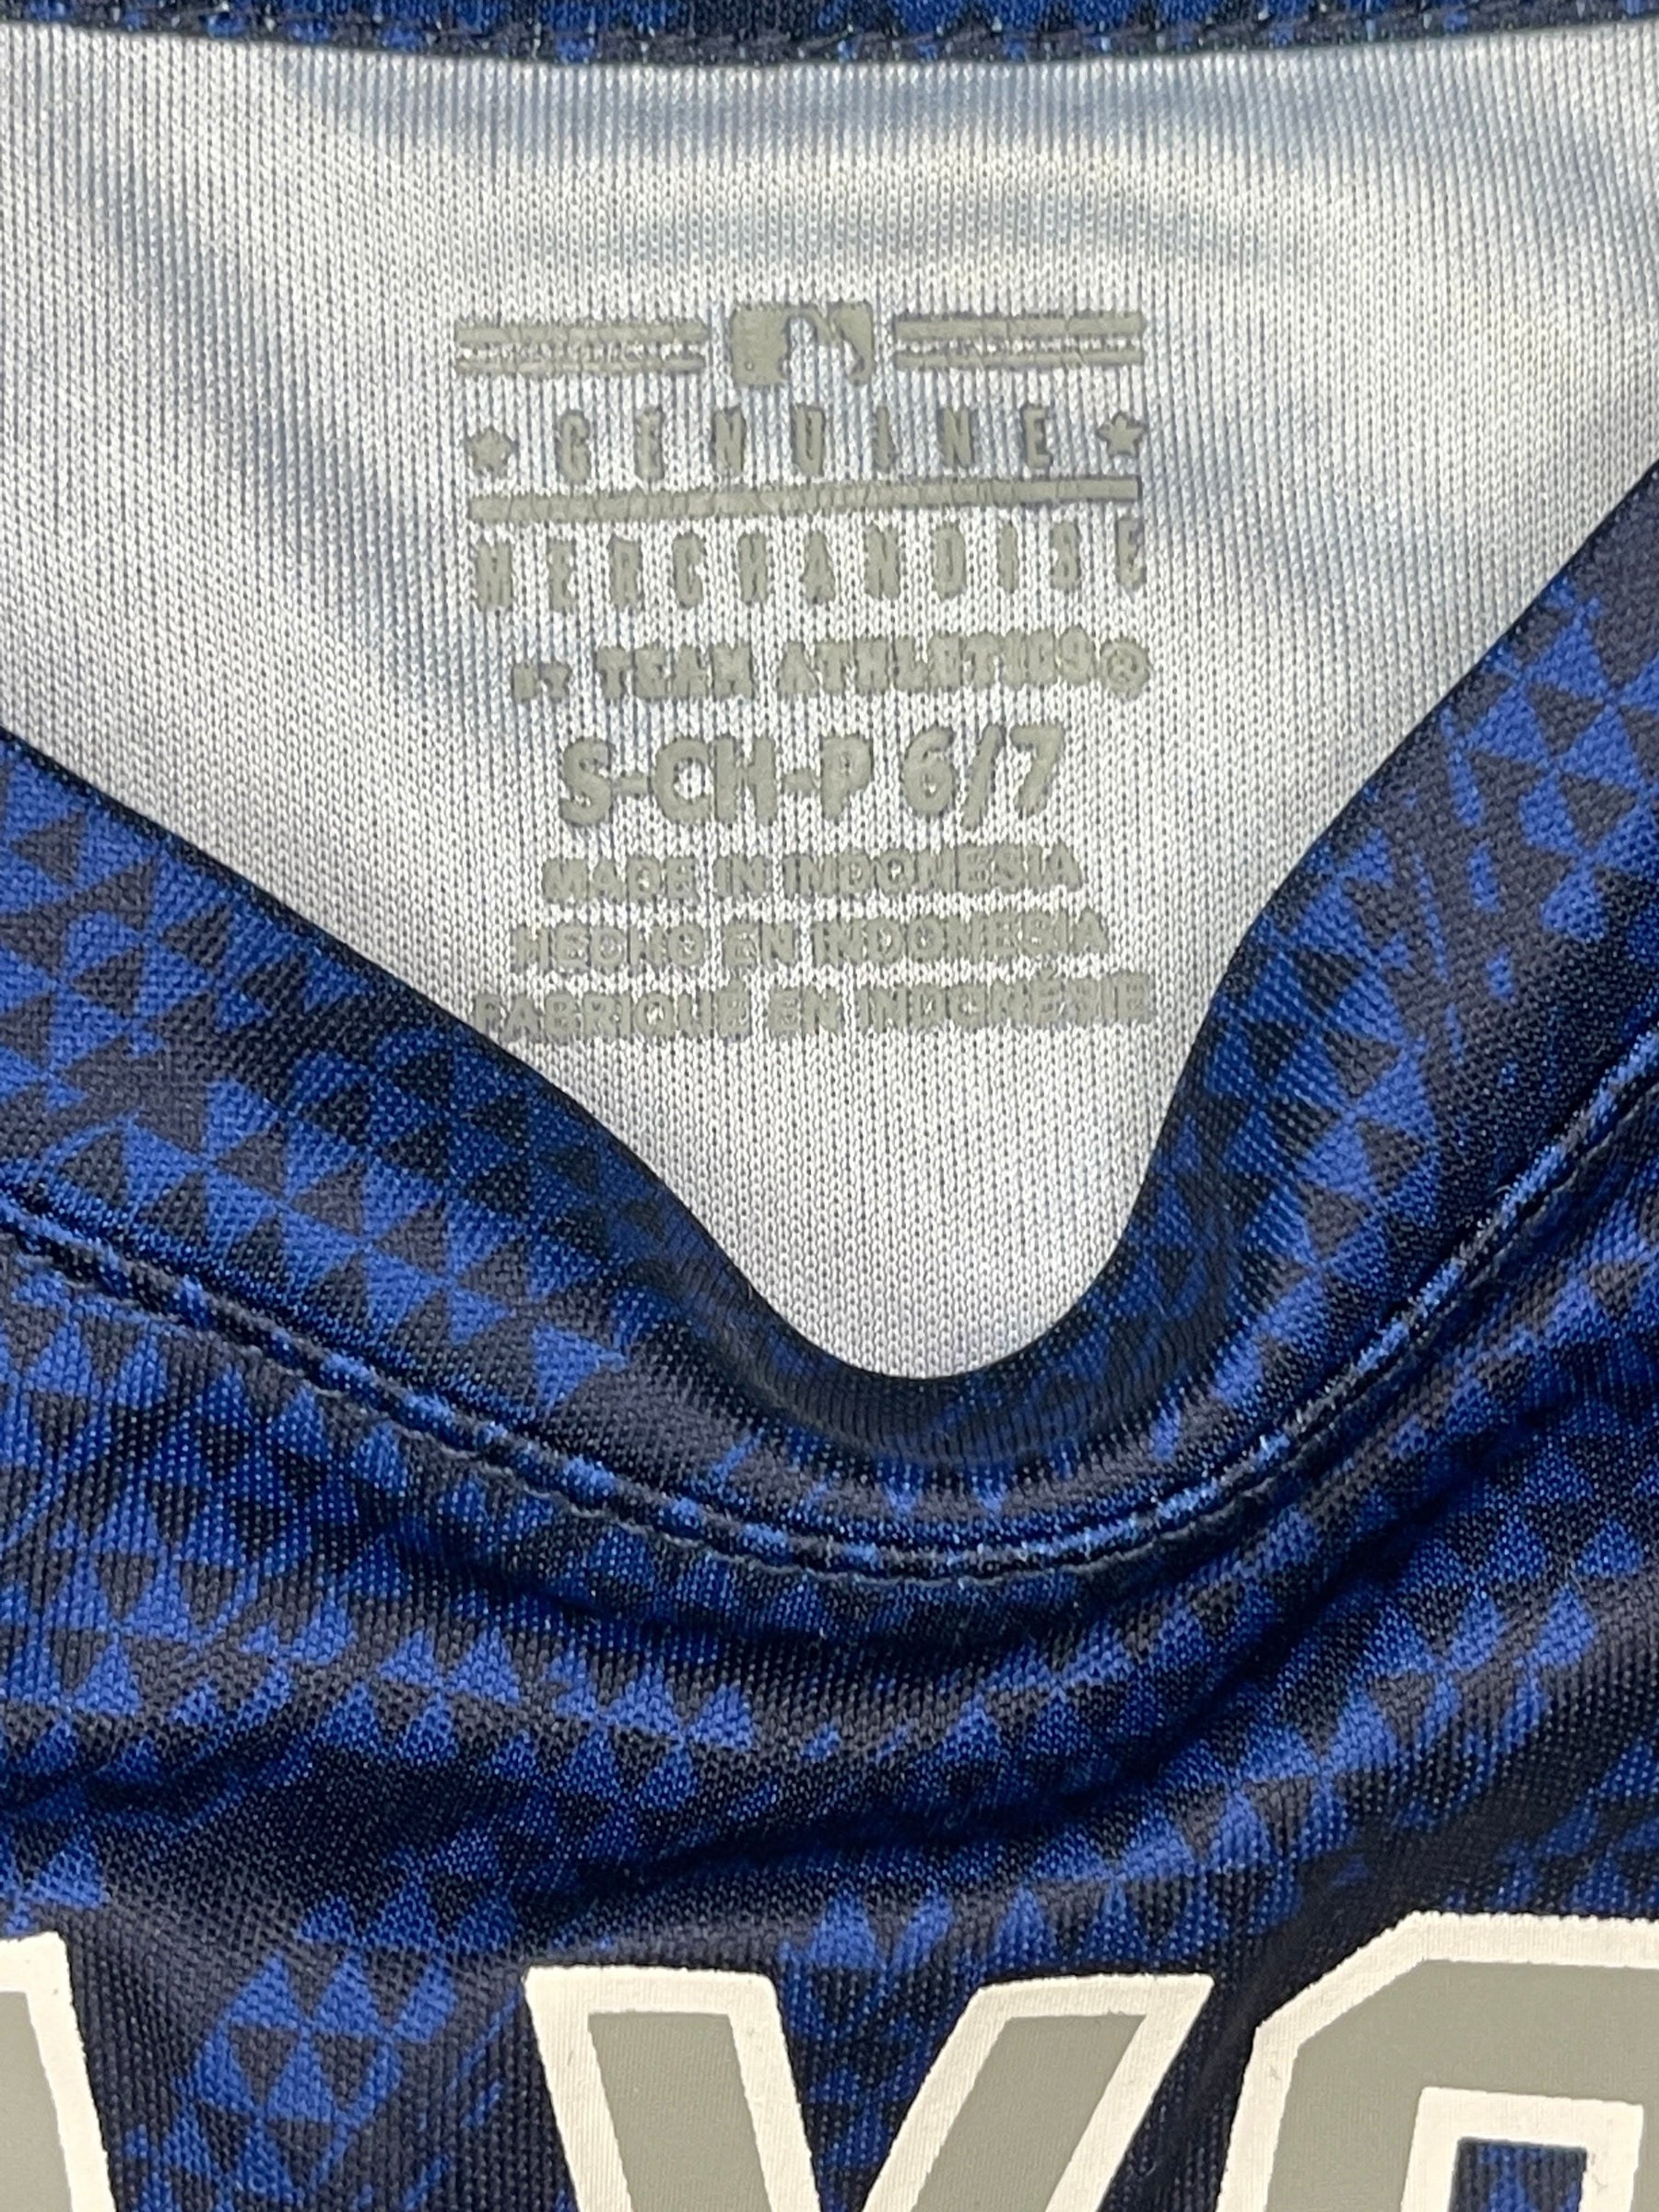 GENUINE
MERCHANDISE
BY TEAM ATHLETICS®
S-CH-P 6/7
MADE IN INDONESIA
HECHO EN INDONESIA
FABRIQUÉ EN INDONÉSIE